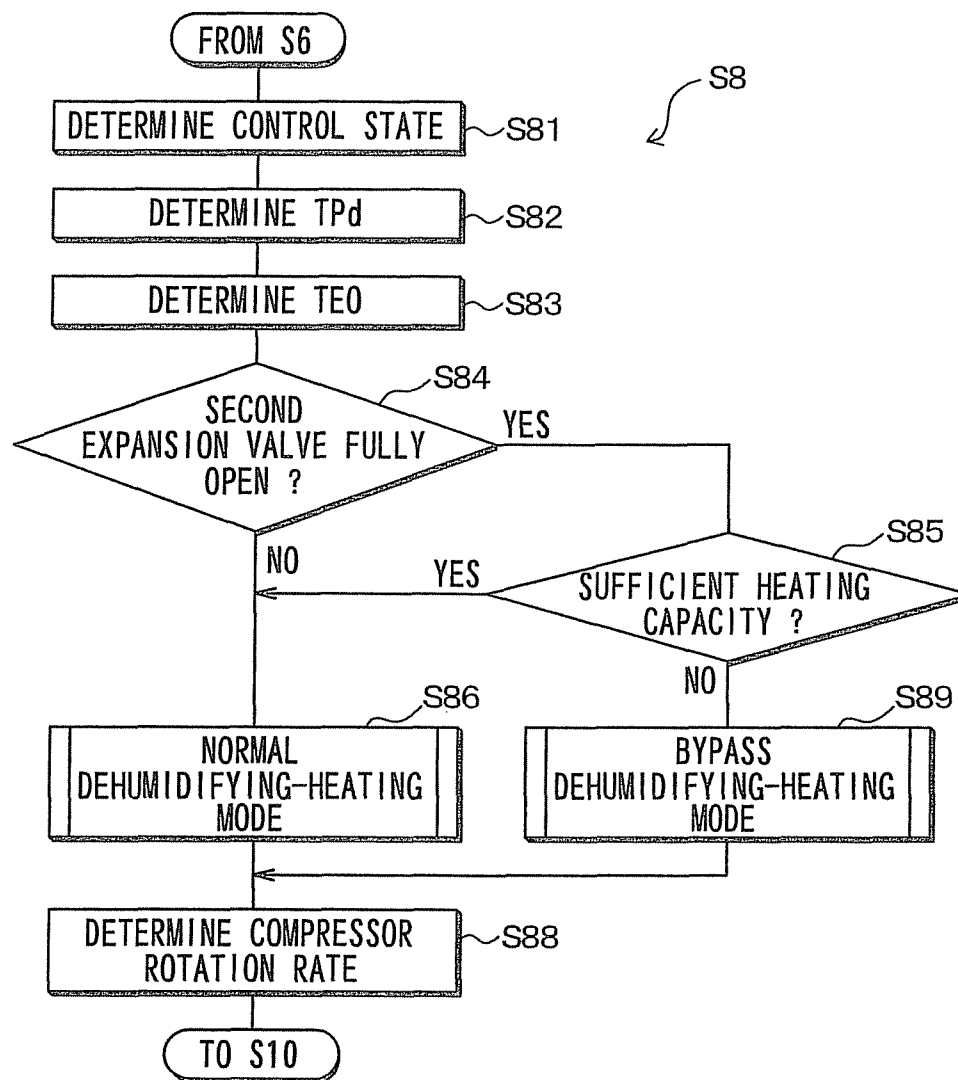 FROM S6
S8
DETERMINE CONTROL STATE
S81
DETERMINE TPd
S82
DETERMINE TEO
S83
S84
SECOND
EXPANSION VALVE FULLY
OPEN ?
YES
NO
S85
YES
SUFFICIENT HEATING
CAPACITY ?
NO
S86
NORMAL
DEHUMIDIFYING-HEATING
MODE
S89
BYPASS
DEHUMIDIFYING-HEATING
MODE
DETERMINE COMPRESSOR
ROTATION RATE
S88
TO S10